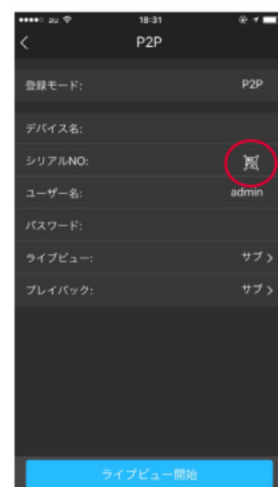 au 18:31
P2P
登録モード: P2P
デバイス名:
シリアルNO:
ユーザー名: admin
パスワード:
ライブビュー: サブ >
プレイバック: サブ >
ライブビュー開始